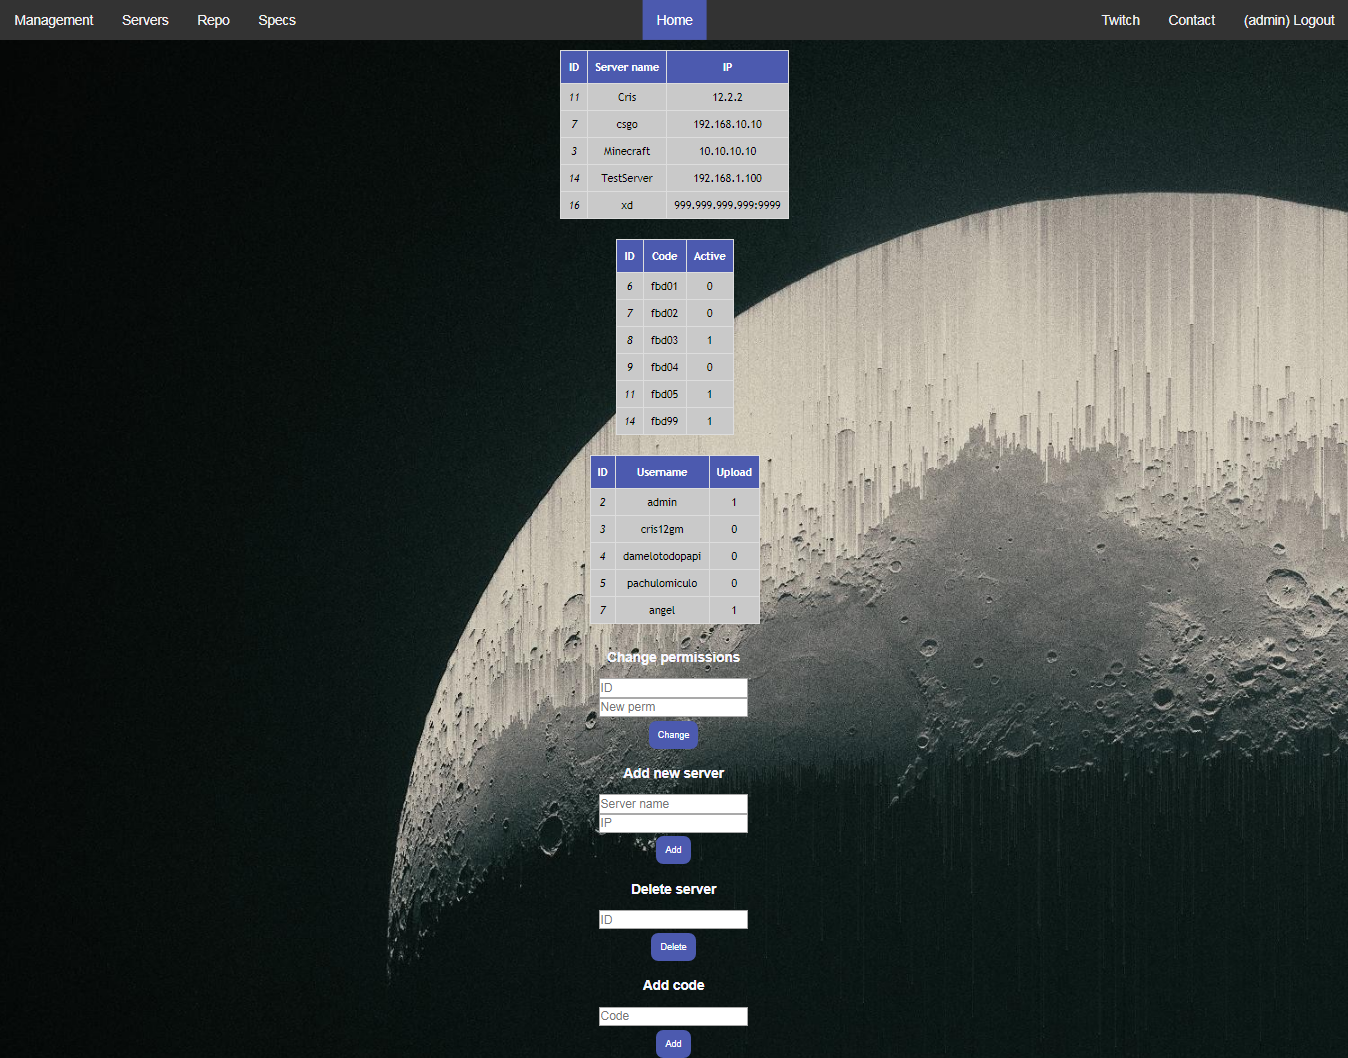 Management Servers Repo Specs Home Twitch Contact (admin) Logout
ID Server name IP
11 Cris 12.2.2
7 csgo 192.168.10.10
3 Minecraft 10.10.10.10
14 TestServer 192.168.1.100
16 xd 999.999.999.999:9999
ID Code Active
6 fbd01 0
7 fbd02 0
8 fbd03 1
9 fbd04 0
11 fbd05 1
14 fbd99 1
ID Username Upload
2 admin 1
3 cris12gm 0
4 damelotodopapi 0
5 pachulomiculo 0
7 angel 1
Change permissions
ID
New perm
Change
Add new server
Server name
IP
Add
Delete server
ID
Delete
Add code
Code
Add